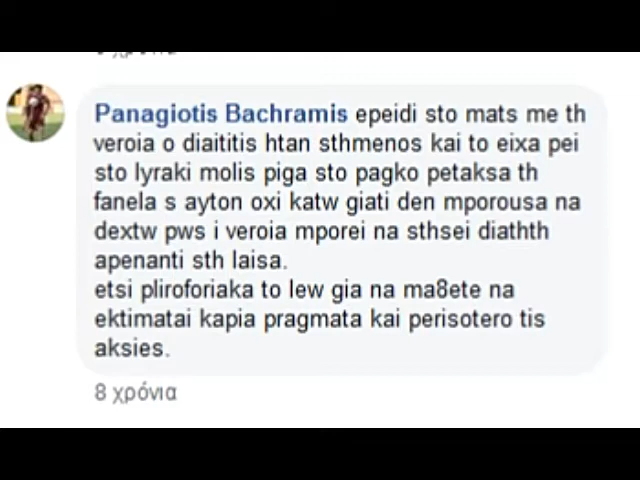 Panagiotis Bachramis epeidi sto mats me th
veroia o diaititis htan sthmenos kai to eixa pei
sto lyraki molis piga sto pagko petaksa th
fanela s ayton oxi katw giati den mporousa na
dextw pws i veroia mporei na sthsei diathth
apenanti sth laisa.
etsi pliroforiaka to lew gia na ma8ete na
ektimatai kapia pragmata kai perisotero tis
aksies.
8 χρόνια